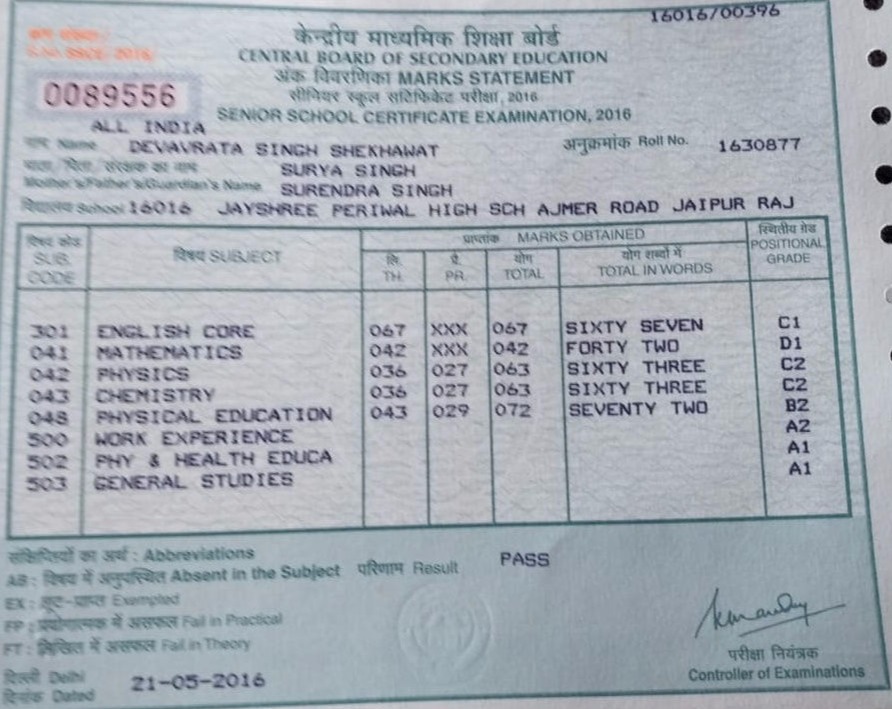 16016/00396
क्रम संख्या/
S.No. SSCE/2016/
केन्द्रीय माध्यमिक शिक्षा बोर्ड
CENTRAL BOARD OF SECONDARY EDUCATION
अंक विवरणिका MARKS STATEMENT
0089556
सीनियर स्कूल सर्टिफिकेट परीक्षा, 2016
SENIOR SCHOOL CERTIFICATE EXAMINATION, 2016
ALL INDIA
नाम Name DEVAVRATA SINGH SHEKHAWAT अनुक्रमांक Roll No. 1630877
माता/पिता/संरक्षक का नाम SURYA SINGH
Mother's/Father's/Guardian's Name SURENDRA SINGH
विद्यालय School 16016 JAYSHREE PERIWAL HIGH SCH AJMER ROAD JAIPUR RAJ
विषय कोड SUB. CODE विषय SUBJECT प्राप्तांक MARKS OBTAINED स्थितीय ग्रेड POSITIONAL GRADE
लि. TH. प्रे. PR. योग TOTAL योग शब्दों में TOTAL IN WORDS
301 ENGLISH CORE 067 XXX 067 SIXTY SEVEN C1
041 MATHEMATICS 042 XXX 042 FORTY TWO D1
042 PHYSICS 036 027 063 SIXTY THREE C2
043 CHEMISTRY 036 027 063 SIXTY THREE C2
048 PHYSICAL EDUCATION 043 029 072 SEVENTY TWO B2
500 WORK EXPERIENCE A2
502 PHY & HEALTH EDUCA A1
503 GENERAL STUDIES A1
संक्षिप्तियों का अर्थ : Abbreviations
AB : विषय में अनुपस्थित Absent in the Subject परिणाम Result PASS
EX : छूट-प्राप्त Exempted
FP : प्रयोगात्मक में असफल Fail in Practical
FT : लिखित में असफल Fail in Theory
दिल्ली Delhi
दिनांक Dated 21-05-2016
परीक्षा नियंत्रक
Controller of Examinations